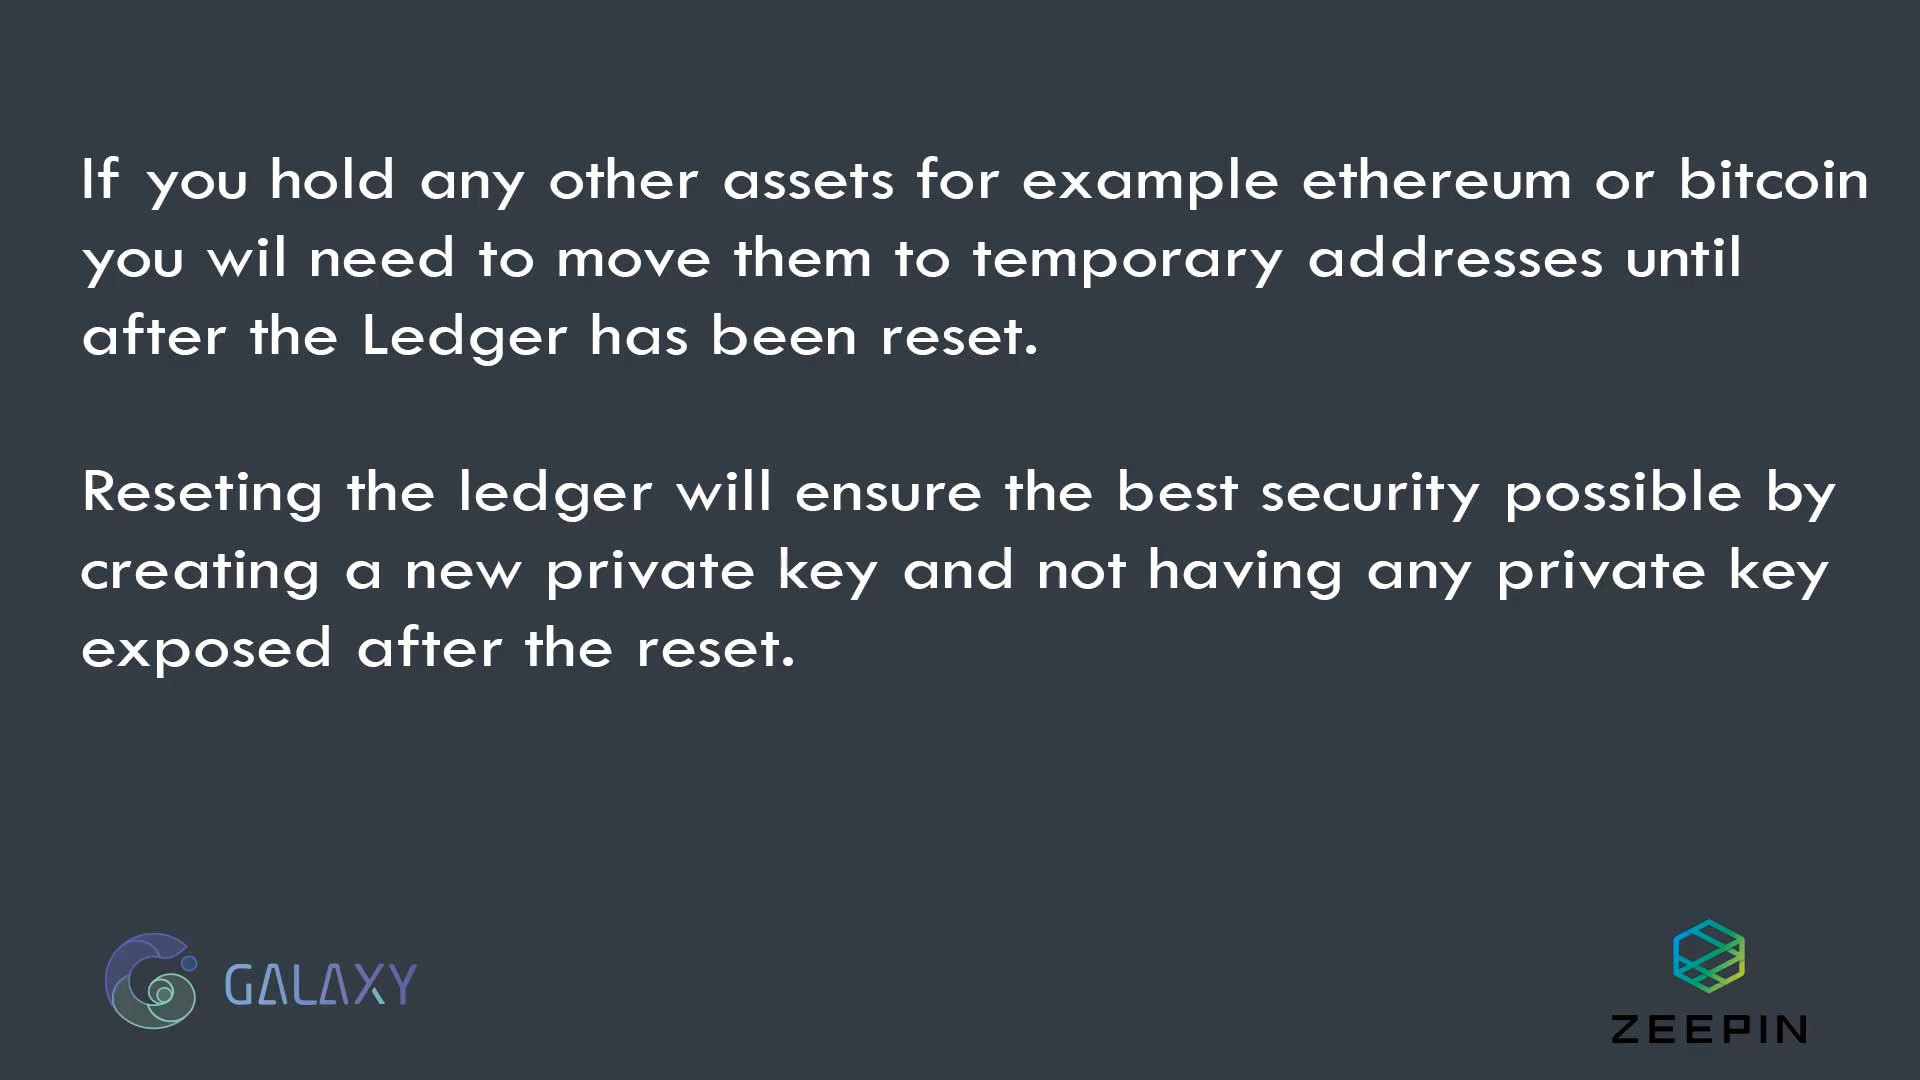 If you hold any other assets for example ethereum or bitcoin
you wil need to move them to temporary addresses until
after the Ledger has been reset.
Reseting the ledger will ensure the best security possible by
creating a new private key and not having any private key
exposed after the reset.
GALAXY
ZEEPIN